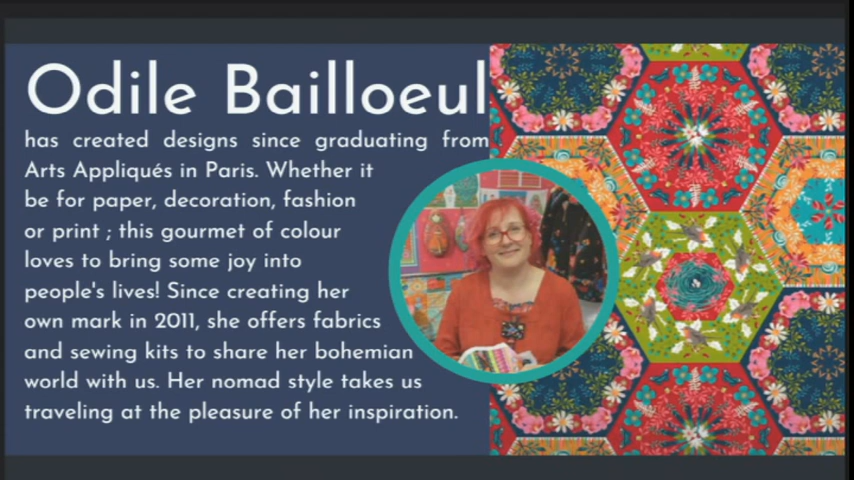 Odile Bailloeul
has created designs since graduating from
Arts Appliqués in Paris. Whether it
be for paper, decoration, fashion
or print ; this gourmet of colour
loves to bring some joy into
people's lives! Since creating her
own mark in 2011, she offers fabrics
and sewing kits to share her bohemian
world with us. Her nomad style takes us
traveling at the pleasure of her inspiration.